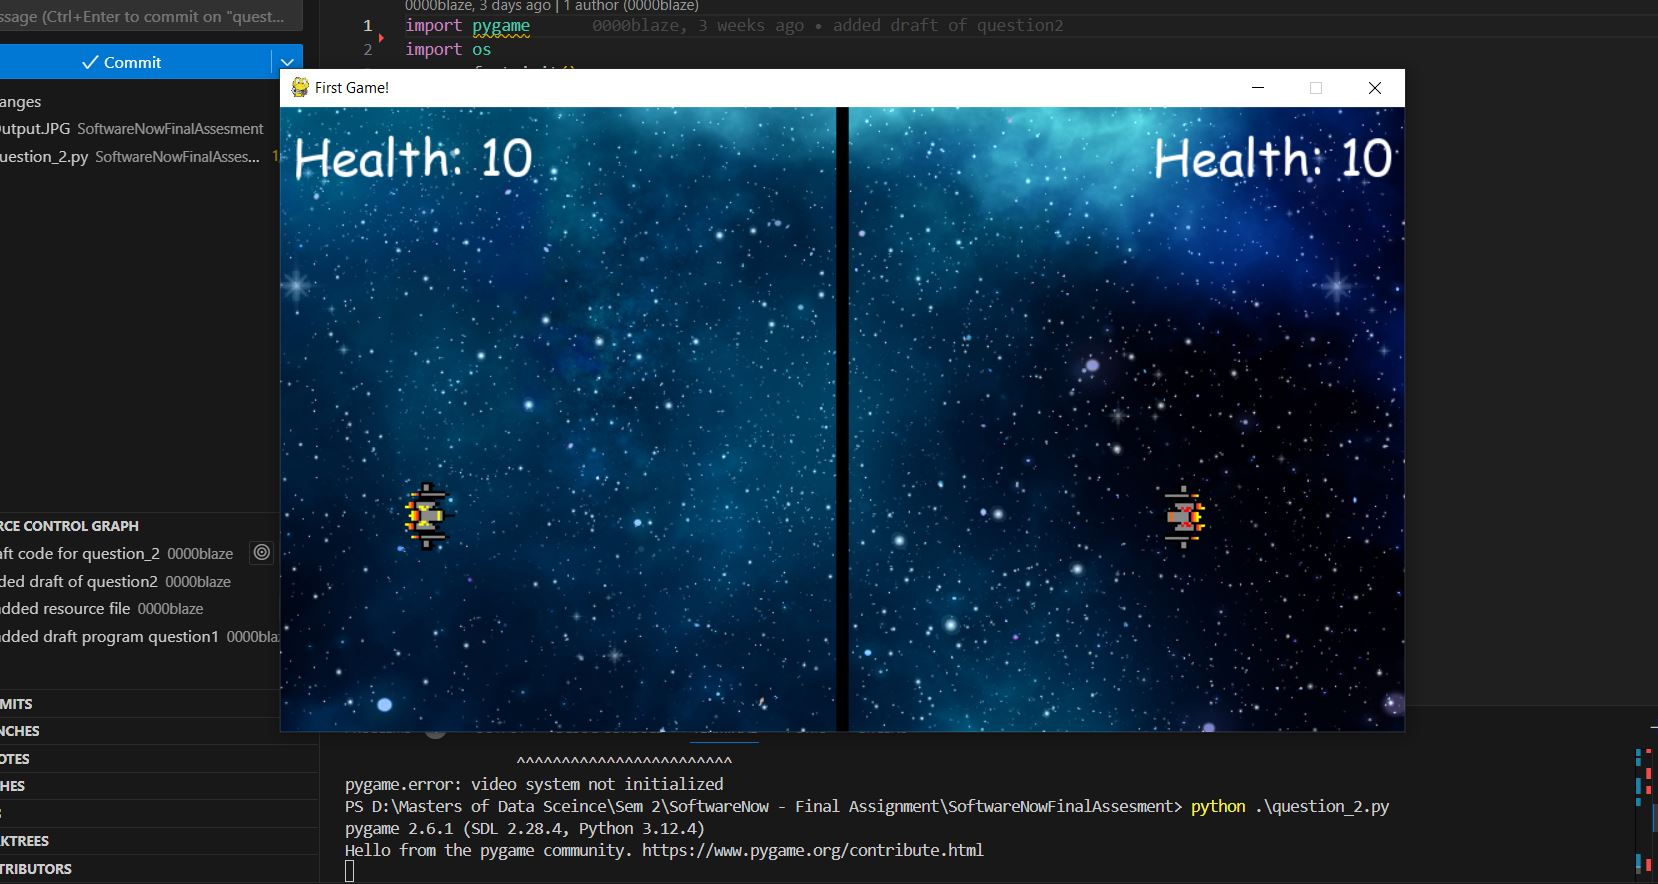 0000blaze, 3 days ago | 1 author (0000blaze)
ssage (Ctrl+Enter to commit on "quest...
1 import pygame 0000blaze, 3 weeks ago • added draft of question2
2 import os
Commit
First Game!
anges
utput.JPG SoftwareNowFinalAssesment
uestion_2.py SoftwareNowFinalAsses... 1
Health: 10
Health: 10
RCE CONTROL GRAPH
aft code for question_2 0000blaze
ded draft of question2 0000blaze
added resource file 0000blaze
added draft program question1 0000bla
MITS
NCHES
OTES
HES
KTREES
TRIBUTORS
^^^^^^^^^^^^^^^^^^^^^^^^
pygame.error: video system not initialized
PS D:\Masters of Data Sceince\Sem 2\SoftwareNow - Final Assignment\SoftwareNowFinalAssesment> python .\question_2.py
pygame 2.6.1 (SDL 2.28.4, Python 3.12.4)
Hello from the pygame community. https://www.pygame.org/contribute.html